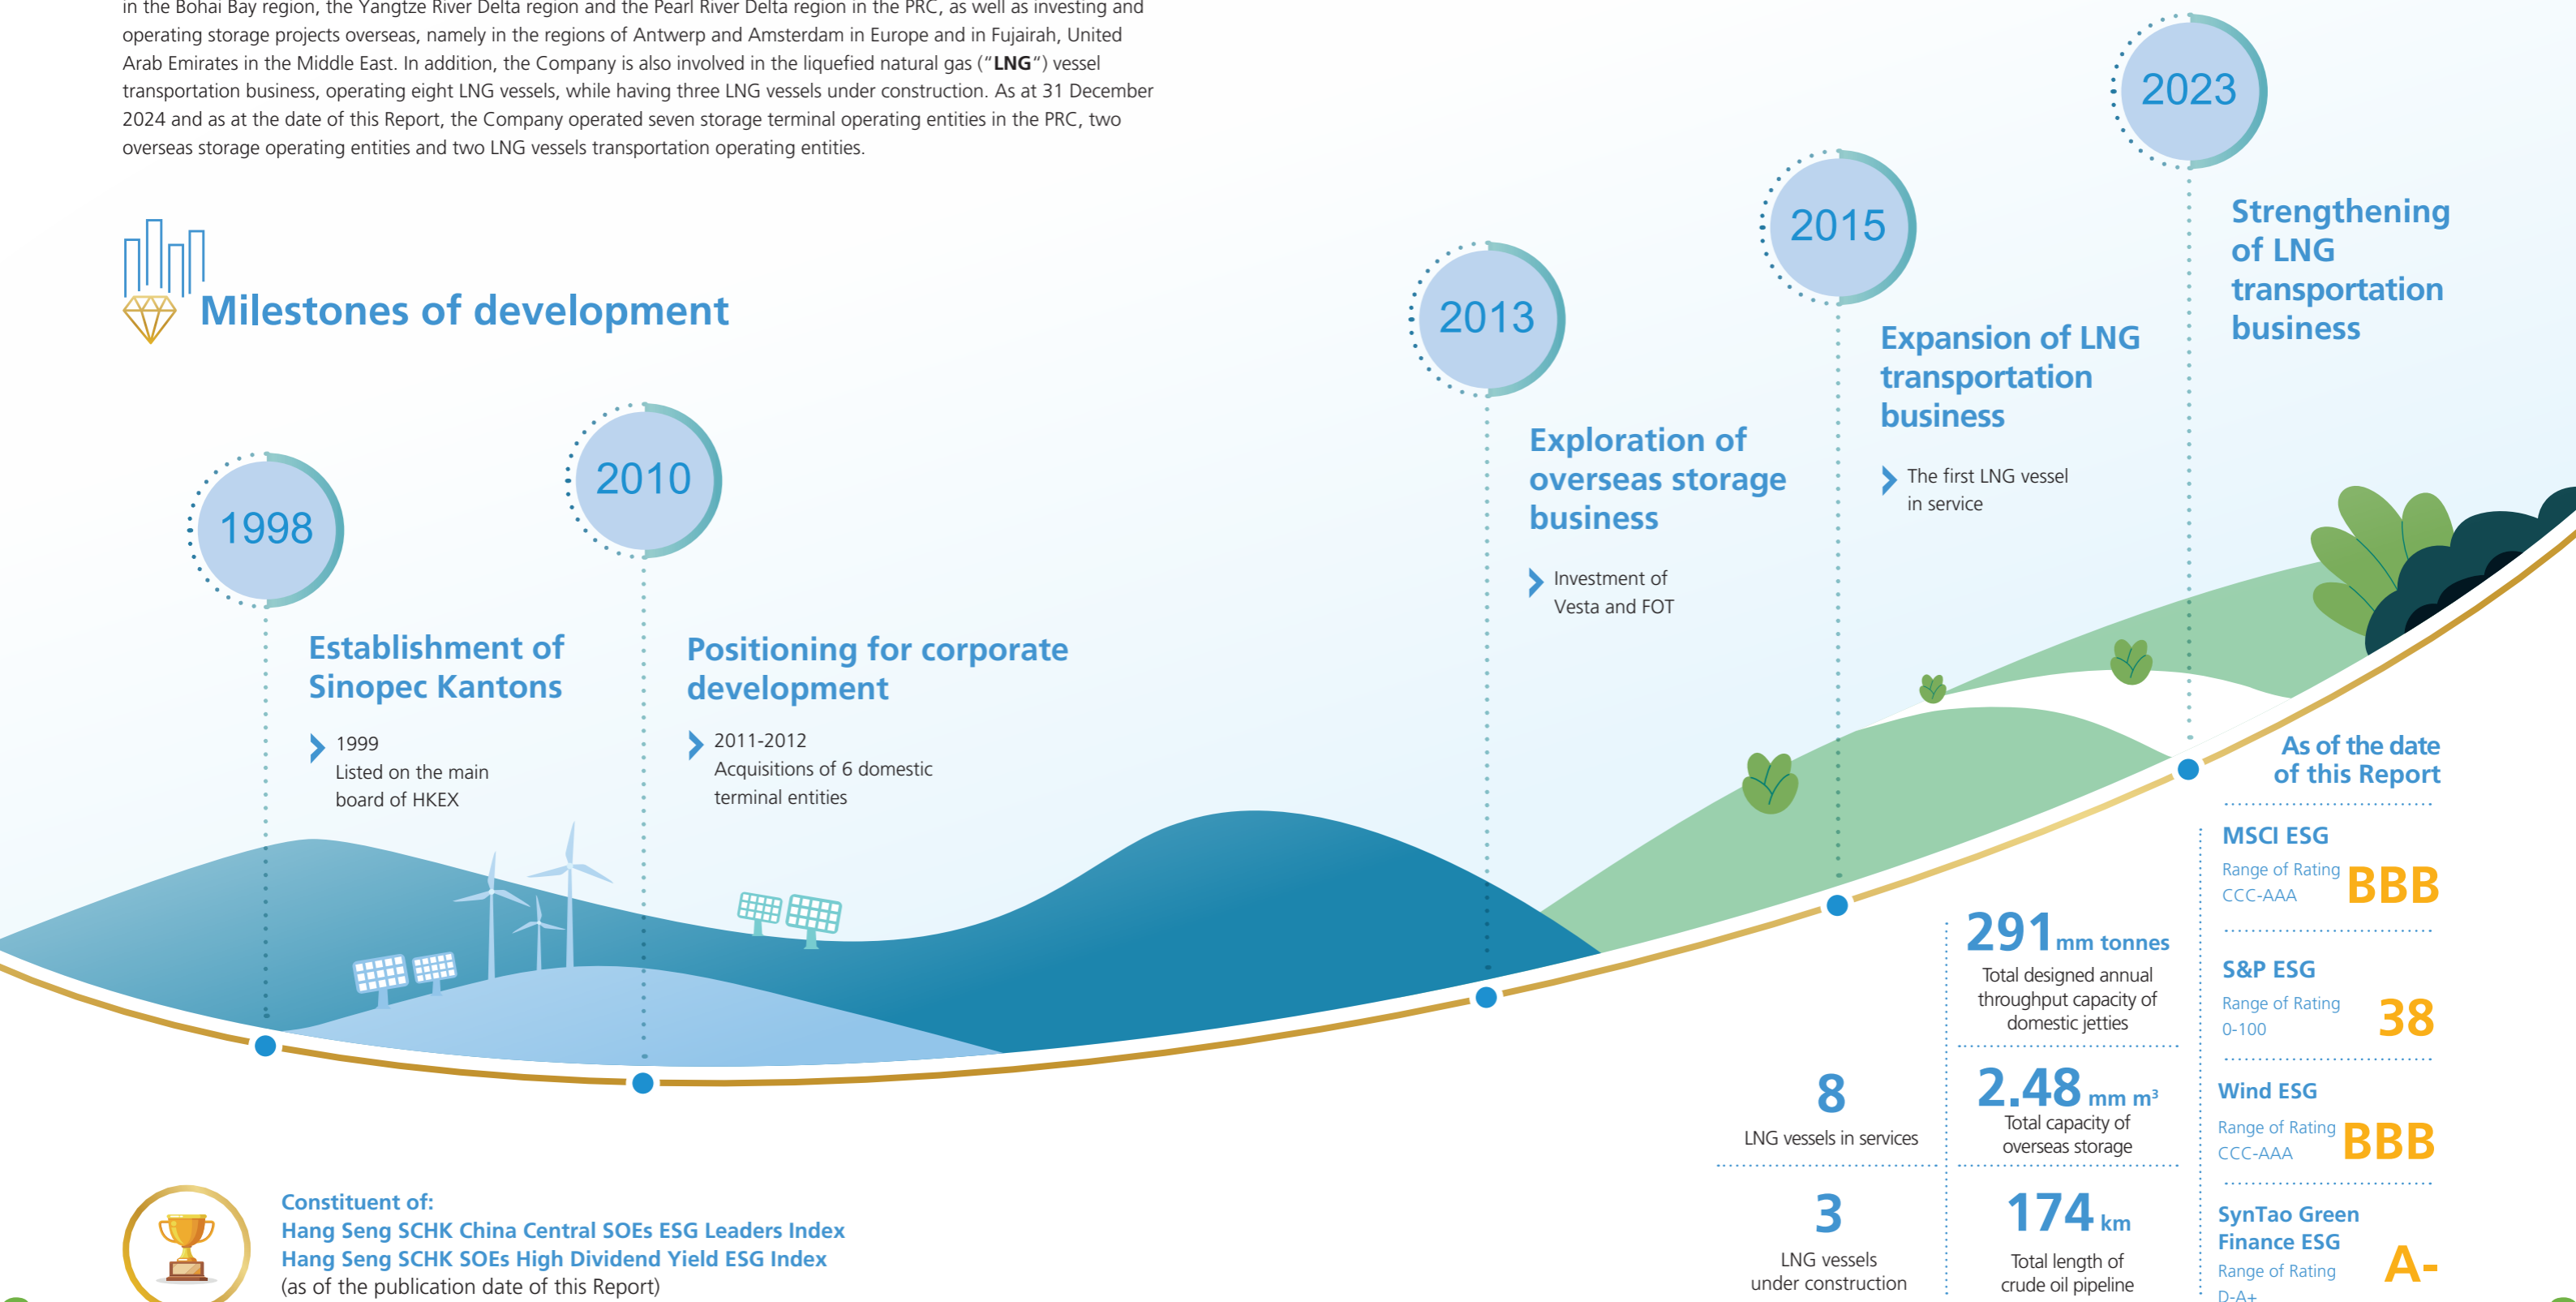 in the Bohai Bay region, the Yangtze River Delta region and the Pearl River Delta region in the PRC, as well as investing and
operating storage projects overseas, namely in the regions of Antwerp and Amsterdam in Europe and in Fujairah, United
Arab Emirates in the Middle East. In addition, the Company is also involved in the liquefied natural gas (“LNG”) vessel
transportation business, operating eight LNG vessels, while having three LNG vessels under construction. As at 31 December
2024 and as at the date of this Report, the Company operated seven storage terminal operating entities in the PRC, two
overseas storage operating entities and two LNG vessels transportation operating entities.
Milestones of development
1998
Establishment of
Sinopec Kantons
1999
Listed on the main
board of HKEX
2010
Positioning for corporate
development
2011-2012
Acquisitions of 6 domestic
terminal entities
2013
Exploration of
overseas storage
business
Investment of
Vesta and FOT
2015
Expansion of LNG
transportation
business
The first LNG vessel
in service
2023
Strengthening
of LNG
transportation
business
8
LNG vessels in services
3
LNG vessels
under construction
291 mm tonnes
Total designed annual
throughput capacity of
domestic jetties
2.48 mm m³
Total capacity of
overseas storage
174 km
Total length of
crude oil pipeline
As of the date
of this Report
MSCI ESG
Range of Rating
CCC-AAA
BBB
S&P ESG
Range of Rating
0-100
38
Wind ESG
Range of Rating
CCC-AAA
BBB
SynTao Green
Finance ESG
Range of Rating
D-A+
A-
Constituent of:
Hang Seng SCHK China Central SOEs ESG Leaders Index
Hang Seng SCHK SOEs High Dividend Yield ESG Index
(as of the publication date of this Report)